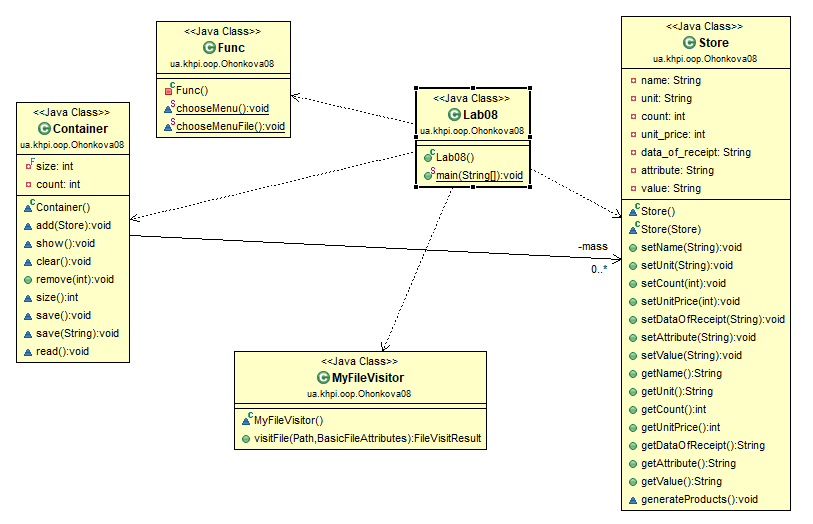 <<Java Class>>
Func
ua.khpi.oop.Ohonkova08
Func()
chooseMenu():void
chooseMenuFile():void
<<Java Class>>
Container
ua.khpi.oop.Ohonkova08
size: int
count: int
Container()
add(Store):void
show():void
clear():void
remove(int):void
size():int
save():void
save(String):void
read():void
<<Java Class>>
Lab08
ua.khpi.oop.Ohonkova08
Lab08()
main(String[]):void
<<Java Class>>
MyFileVisitor
ua.khpi.oop.Ohonkova08
MyFileVisitor()
visitFile(Path,BasicFileAttributes):FileVisitResult
-mass
0..*
<<Java Class>>
Store
ua.khpi.oop.Ohonkova08
name: String
unit: String
count: int
unit_price: int
data_of_receipt: String
attribute: String
value: String
Store()
Store(Store)
setName(String):void
setUnit(String):void
setCount(int):void
setUnitPrice(int):void
setDataOfReceipt(String):void
setAttribute(String):void
setValue(String):void
getName():String
getUnit():String
getCount():int
getUnitPrice():int
getDataOfReceipt():String
getAttribute():String
getValue():String
generateProducts():void